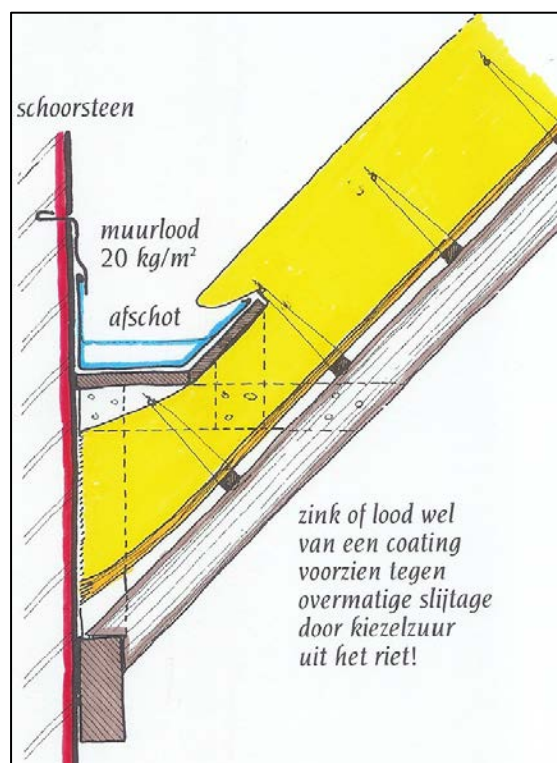 schoorsteen
muurlood
20 kg/m²
afschot
zink of lood wel
van een coating
voorzien tegen
overmatige slijtage
door kiezelzuur
uit het riet!